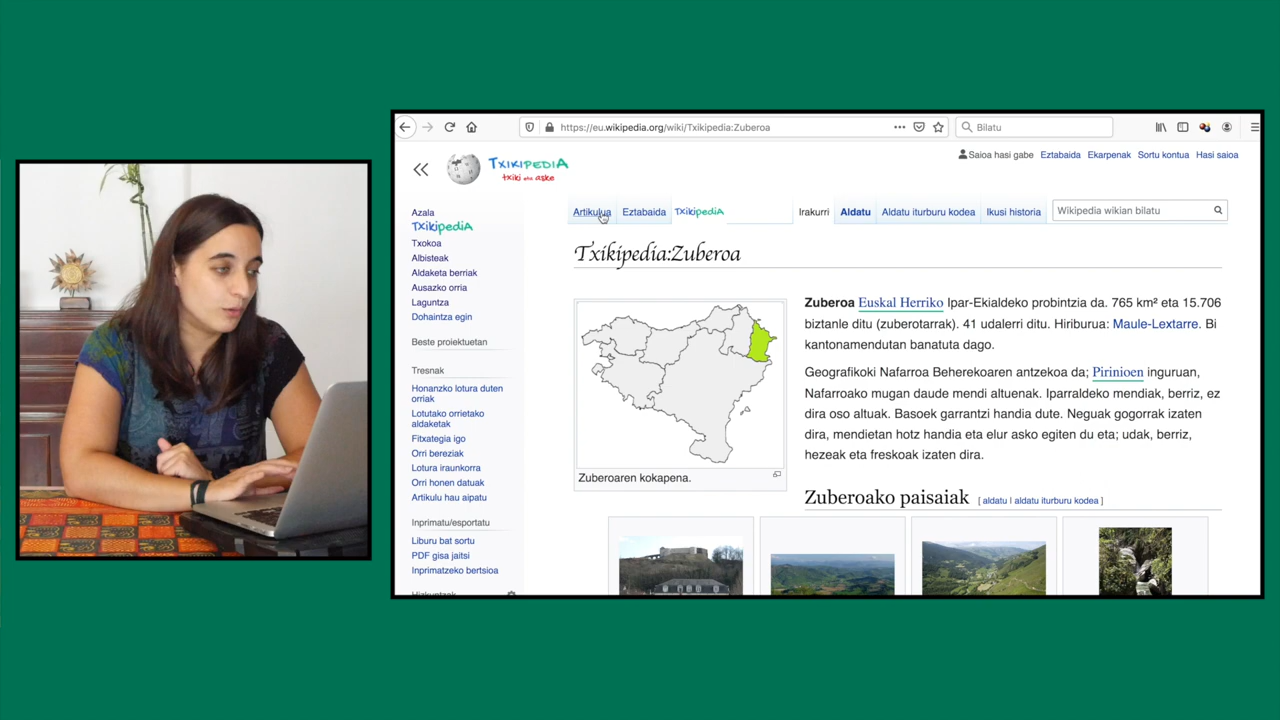 https://eu.wikipedia.org/wiki/Txikipedia:Zuberoa
Bilatu
TXIKIPEDIA
txiki eta aske
Saioa hasi gabe Eztabaida Ekarpenak Sortu kontua Hasi saioa
Artikulua Eztabaida TXIKIPEDIA Irakurri Aldatu Aldatu iturburu kodea Ikusi historia Wikipedia wikian bilatu
Azala
TXIKIPEDIA
Txokoa
Albisteak
Aldaketa berriak
Ausazko orria
Laguntza
Dohaintza egin
Beste proiektuetan
Tresnak
Honanzko lotura duten
orriak
Lotutako orrietako
aldaketak
Fitxategia igo
Orri bereziak
Lotura iraunkorra
Orri honen datuak
Artikulu hau aipatu
Inprimatu/esportatu
Liburu bat sortu
PDF gisa jaitsi
Inprimatzeko bertsioa
Hizkuntzak
Txikipedia:Zuberoa
Zuberoaren kokapena.
Zuberoa Euskal Herriko Ipar-Ekialdeko probintzia da. 765 km² eta 15.706
biztanle ditu (zuberotarrak). 41 udalerri ditu. Hiriburua: Maule-Lextarre. Bi
kantonamendutan banatuta dago.
Geografikoki Nafarroa Beherekoaren antzekoa da; Pirinioen inguruan,
Nafarroako mugan daude mendi altuenak. Iparraldeko mendiak, berriz, ez
dira oso altuak. Basoek garrantzi handia dute. Neguak gogorrak izaten
dira, mendietan hotz handia eta elur asko egiten du eta; udak, berriz,
hezeak eta freskoak izaten dira.
Zuberoako paisaiak [ aldatu | aldatu iturburu kodea ]